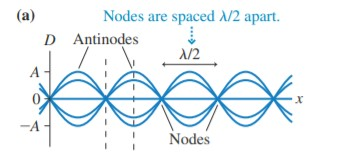 (a)
Nodes are spaced λ/2 apart.
D
Antinodes
λ/2
A
0
x
−A
Nodes